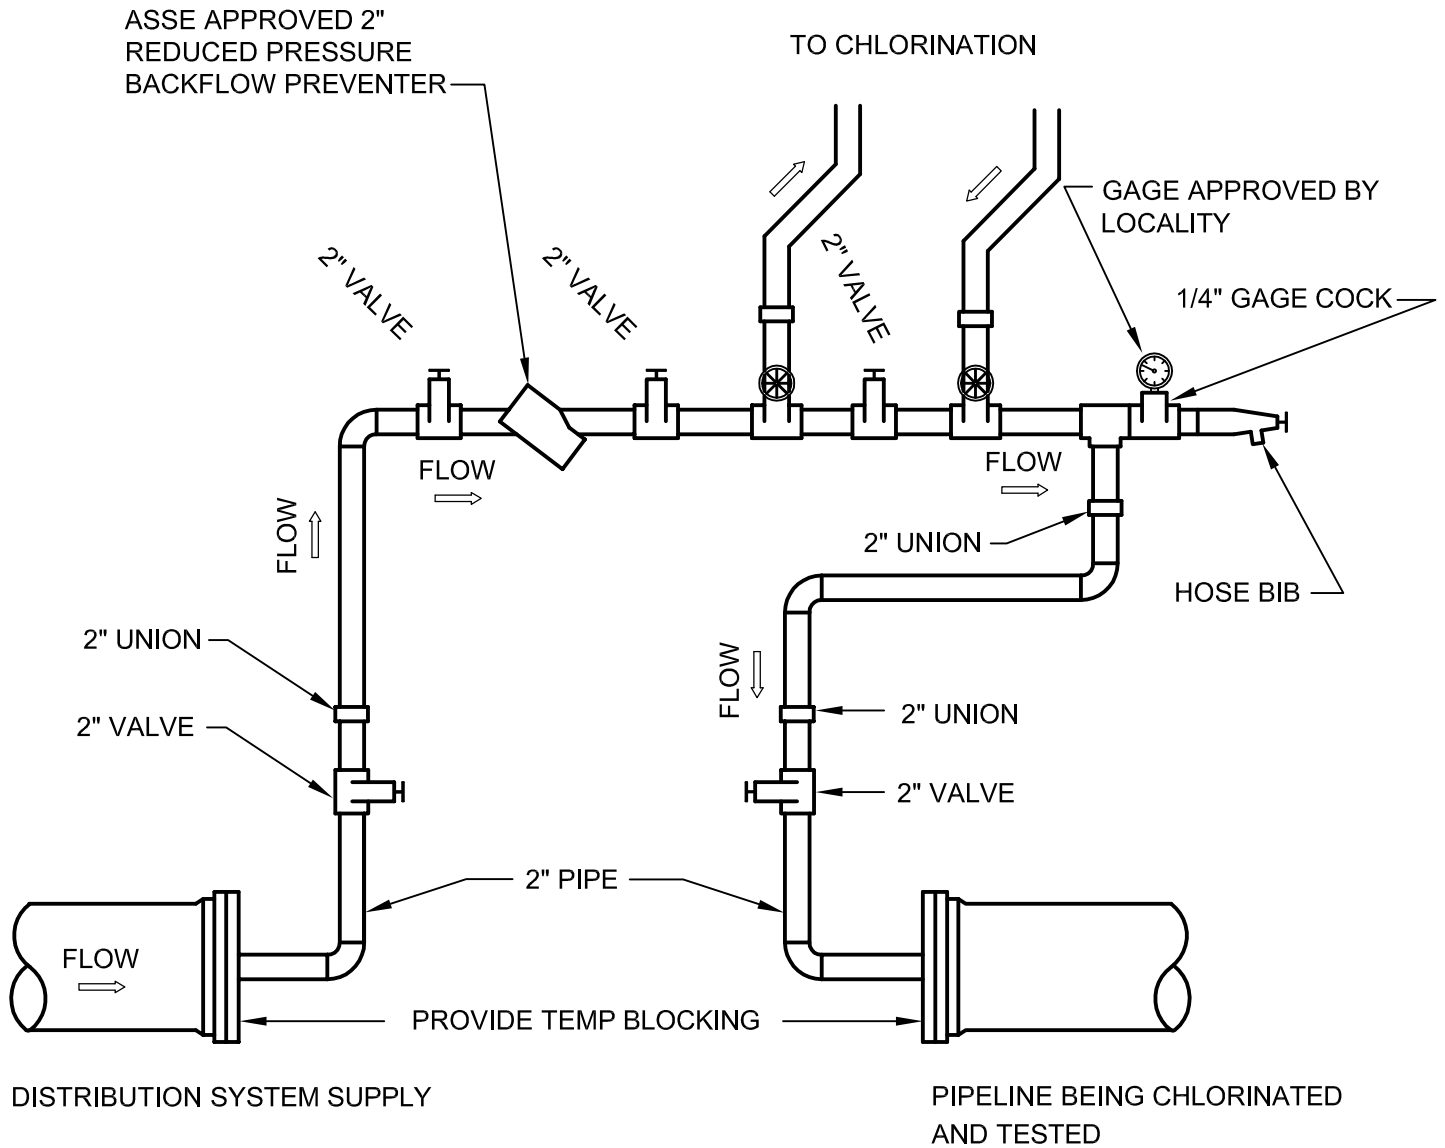 ASSE APPROVED 2"
REDUCED PRESSURE
BACKFLOW PREVENTER
TO CHLORINATION
GAGE APPROVED BY
LOCALITY
1/4" GAGE COCK
2" VALVE
2" VALVE
2" VALVE
FLOW
FLOW
FLOW
2" UNION
HOSE BIB
2" UNION
FLOW
2" VALVE
2" UNION
2" VALVE
2" PIPE
FLOW
PROVIDE TEMP BLOCKING
DISTRIBUTION SYSTEM SUPPLY
PIPELINE BEING CHLORINATED
AND TESTED